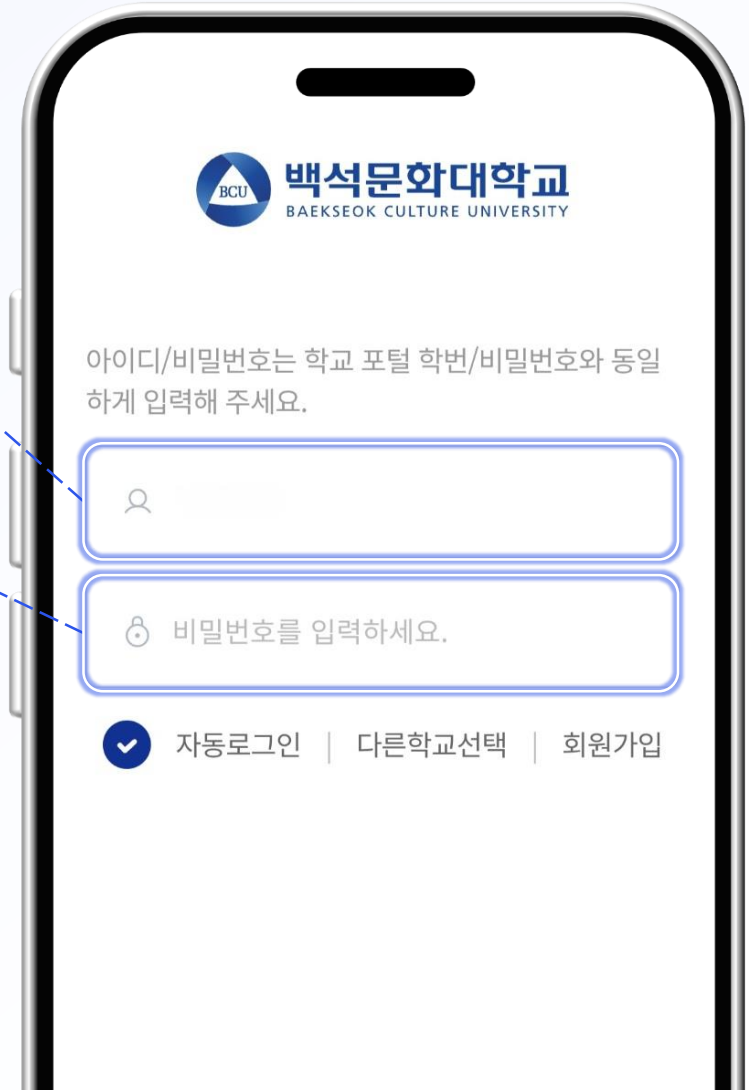 BCU
백석문화대학교
BAEKSEOK CULTURE UNIVERSITY
아이디/비밀번호는 학교 포털 학번/비밀번호와 동일
하게 입력해 주세요.
비밀번호를 입력하세요.
자동로그인 | 다른학교선택 | 회원가입